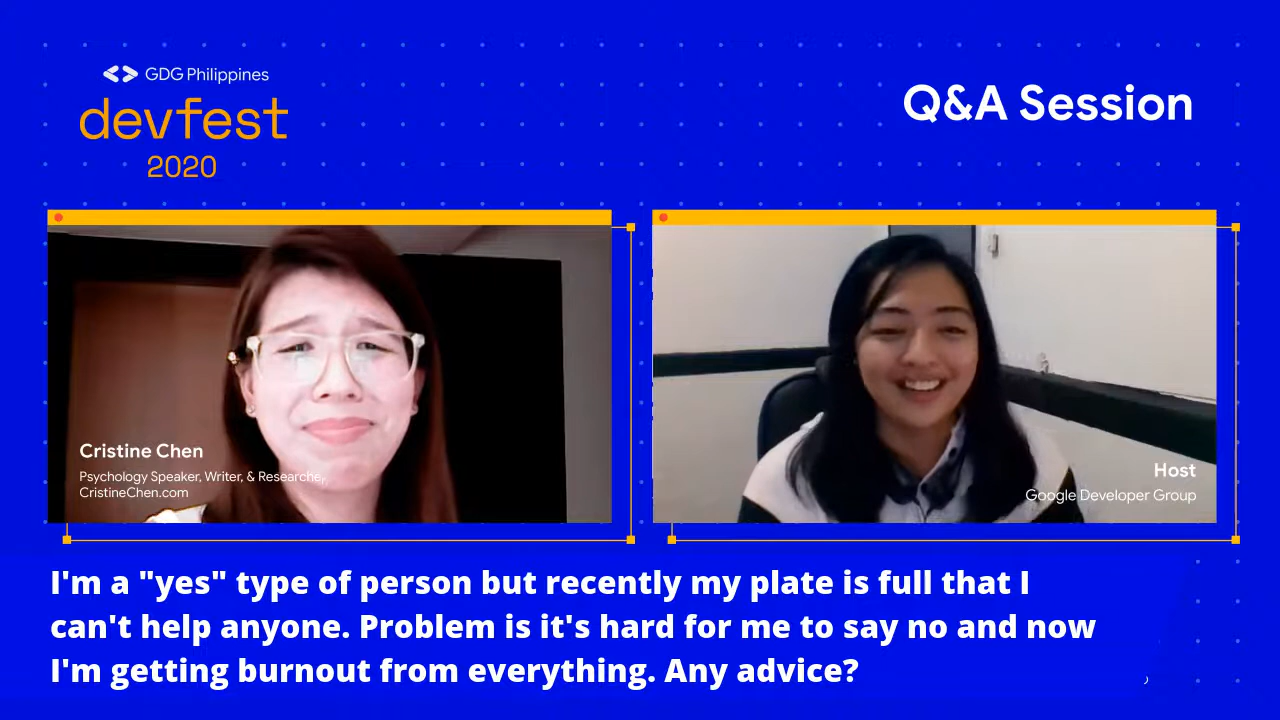 GDG Philippines
devfest
2020
Q&A Session
Cristine Chen
Psychology Speaker, Writer, & Researcher
CristineChen.com
Host
Google Developer Group
I'm a "yes" type of person but recently my plate is full that I
can't help anyone. Problem is it's hard for me to say no and now
I'm getting burnout from everything. Any advice?